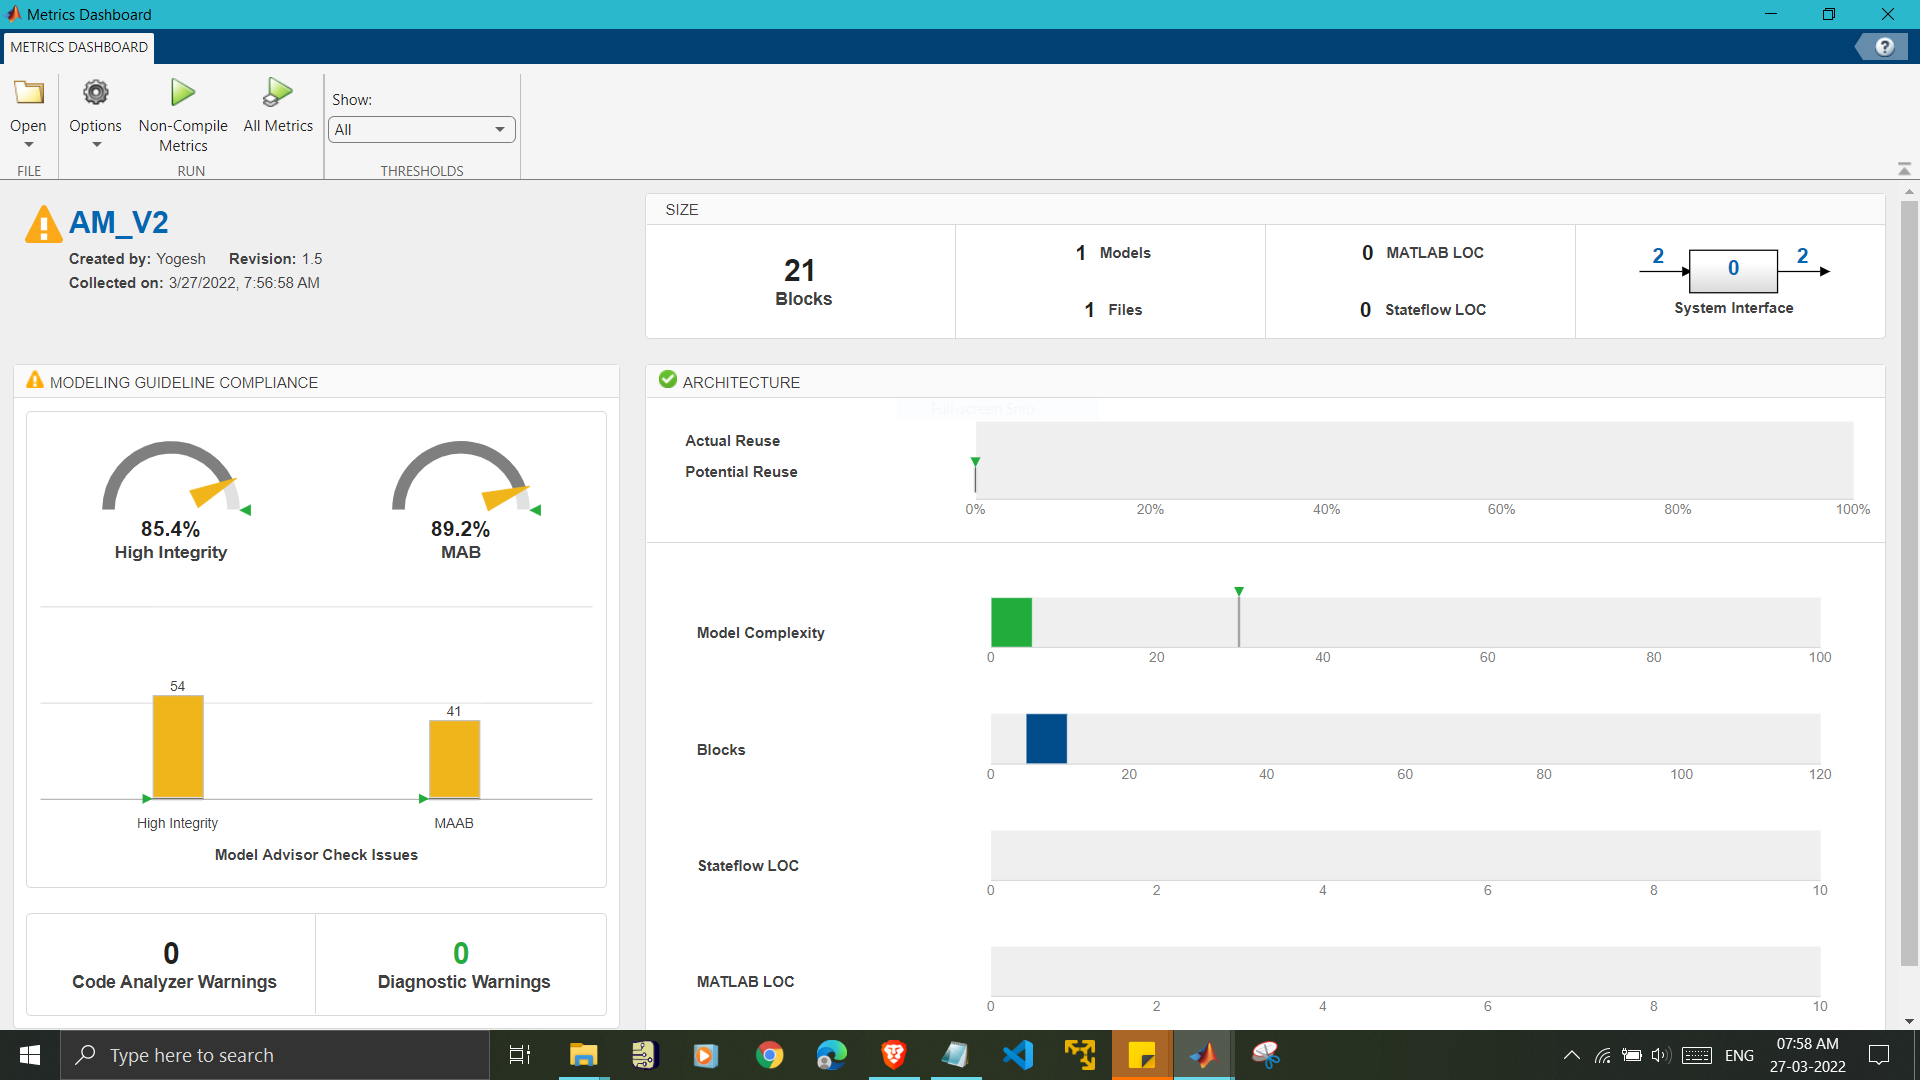 Metrics Dashboard
METRICS DASHBOARD
?
Open
Options
Non-Compile
Metrics
All Metrics
Show:
All
FILE
RUN
THRESHOLDS
AM_V2
Created by: Yogesh Revision: 1.5
Collected on: 3/27/2022, 7:56:58 AM
SIZE
21
Blocks
1 Models
1 Files
0 MATLAB LOC
0 Stateflow LOC
2 0 2
System Interface
MODELING GUIDELINE COMPLIANCE
85.4%
High Integrity
89.2%
MAB
54
41
High Integrity
MAAB
Model Advisor Check Issues
0
Code Analyzer Warnings
0
Diagnostic Warnings
ARCHITECTURE
Full-screen Snip
Actual Reuse
Potential Reuse
0% 20% 40% 60% 80% 100%
Model Complexity
0 20 40 60 80 100
Blocks
0 20 40 60 80 100 120
Stateflow LOC
0 2 4 6 8 10
MATLAB LOC
0 2 4 6 8 10
Type here to search
ENG
07:58 AM
27-03-2022